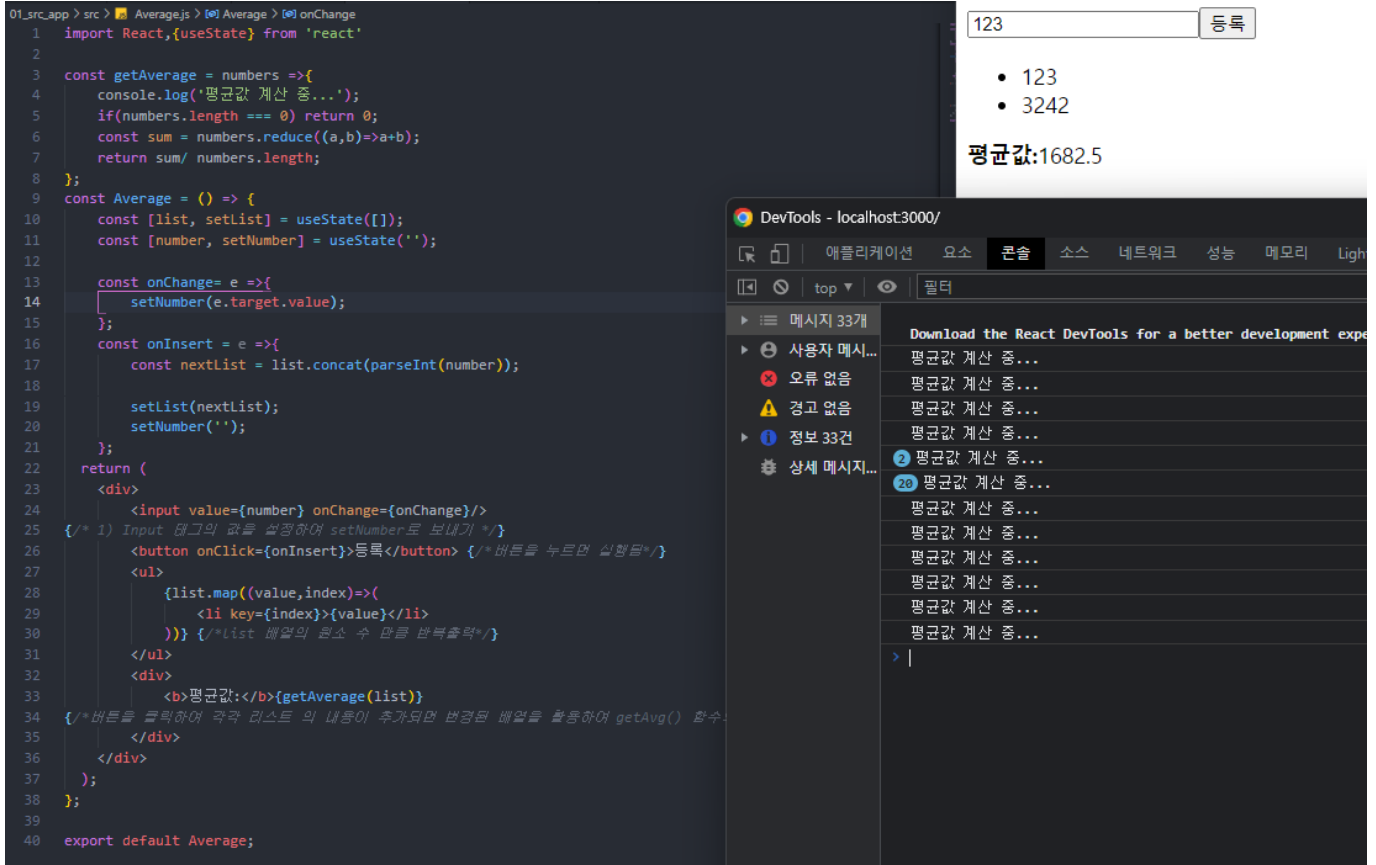 01_src_app > src > Average.js > Average > onChange
1 import React,{useState} from 'react'
2
3 const getAverage = numbers =>{
4 console.log('평균값 계산 중...');
5 if(numbers.length === 0) return 0;
6 const sum = numbers.reduce((a,b)=>a+b);
7 return sum/ numbers.length;
8 };
9 const Average = () => {
10 const [list, setList] = useState([]);
11 const [number, setNumber] = useState('');
12
13 const onChange= e =>{
14 setNumber(e.target.value);
15 };
16 const onInsert = e =>{
17 const nextList = list.concat(parseInt(number));
18
19 setList(nextList);
20 setNumber('');
21 };
22 return (
23 <div>
24 <input value={number} onChange={onChange}/>
25 {/* 1) Input 태그의 값을 설정하여 setNumber로 보내기 */}
26 <button onClick={onInsert}>등록</button> {/*버튼을 누르면 실행됨*/}
27 <ul>
28 {list.map((value,index)=>(
29 <li key={index}>{value}</li>
30 ))} {/*list 배열의 원소 수 만큼 반복출력*/}
31 </ul>
32 <div>
33 <b>평균값:</b>{getAverage(list)}
34 {/*버튼을 클릭하여 각각 리스트 의 내용이 추가되면 변경된 배열을 활용하여 getAvg() 함수
35 </div>
36 </div>
37 );
38 };
39
40 export default Average;
123 등록
• 123
• 3242
평균값:1682.5
DevTools - localhost:3000/
애플리케이션 요소 콘솔 소스 네트워크 성능 메모리 Ligh
top ▼ 필터
메시지 33개
사용자 메시...
오류 없음
경고 없음
정보 33건
상세 메시지...
Download the React DevTools for a better development expe
평균값 계산 중...
평균값 계산 중...
평균값 계산 중...
평균값 계산 중...
2 평균값 계산 중...
20 평균값 계산 중...
평균값 계산 중...
평균값 계산 중...
평균값 계산 중...
평균값 계산 중...
평균값 계산 중...
평균값 계산 중...
>